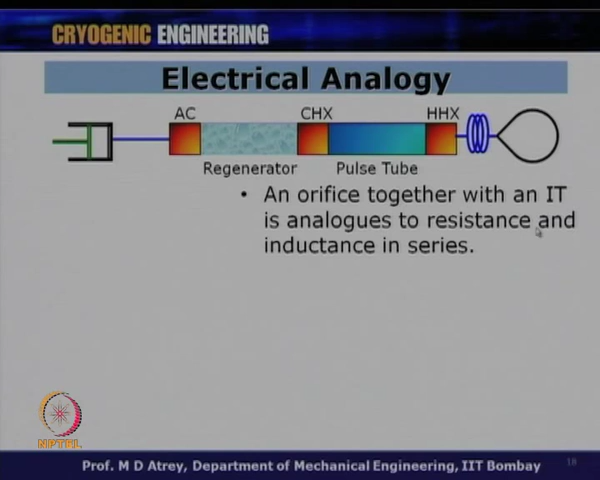 CRYOGENIC ENGINEERING
Electrical Analogy
AC CHX HHX
Regenerator Pulse Tube
• An orifice together with an IT
is analogues to resistance and
inductance in series.
NPTEL
Prof. M D Atrey, Department of Mechanical Engineering, IIT Bombay 18